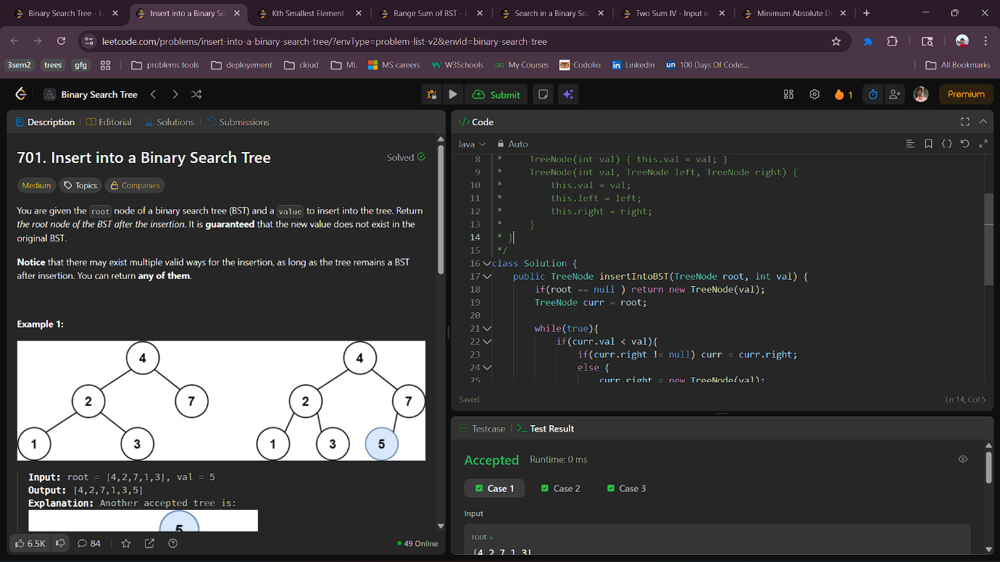 Binary Search Tree - L
Insert into a Binary Se
Kth Smallest Element
Range Sum of BST - L
Search in a Binary Sea
Two Sum IV - Input is
Minimum Absolute D
leetcode.com/problems/insert-into-a-binary-search-tree/?envType=problem-list-v2&envId=binary-search-tree
3sem2 trees gfg problems tools deployement cloud ML MS careers W3Schools My Courses Codolio LinkedIn 100 Days Of Code:... All Bookmarks
Binary Search Tree Submit 1 Premium
Description Editorial Solutions Submissions
701. Insert into a Binary Search Tree Solved
Medium Topics Companies
You are given the root node of a binary search tree (BST) and a value to insert into the tree. Return
the root node of the BST after the insertion. It is guaranteed that the new value does not exist in the
original BST.
Notice that there may exist multiple valid ways for the insertion, as long as the tree remains a BST
after insertion. You can return any of them.
Example 1:
4 4
2 7 2 7
1 3 1 3 5
Input: root = [4,2,7,1,3], val = 5
Output: [4,2,7,1,3,5]
Explanation: Another accepted tree is:
5
6.5K 84 49 Online
</> Code
Java Auto
8 * TreeNode(int val) { this.val = val; }
9 * TreeNode(int val, TreeNode left, TreeNode right) {
10 * this.val = val;
11 * this.left = left;
12 * this.right = right;
13 * }
14 * }
15 */
16 class Solution {
17 public TreeNode insertIntoBST(TreeNode root, int val) {
18 if(root == null ) return new TreeNode(val);
19 TreeNode curr = root;
20
21 while(true){
22 if(curr.val < val){
23 if(curr.right != null) curr = curr.right;
24 else {
25 curr.right = new TreeNode(val);
Saved Ln 14, Col 5
Testcase >_ Test Result
Accepted Runtime: 0 ms
Case 1 Case 2 Case 3
Input
root =
[4,2,7,1,3]